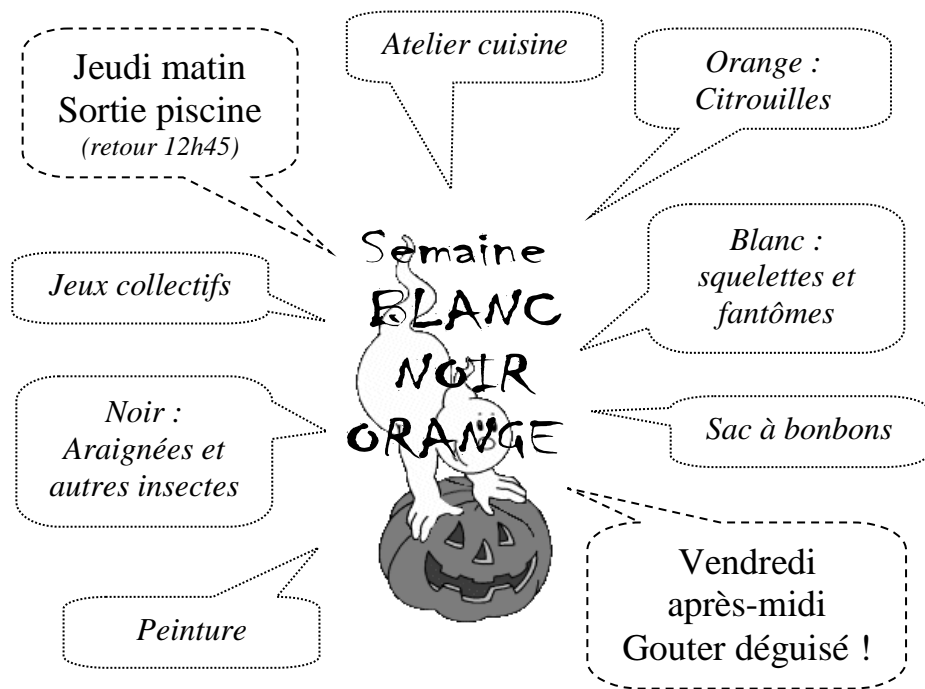 Jeudi matin
Sortie piscine
(retour 12h45)
Atelier cuisine
Orange :
Citrouilles
Semaine
BLANC
NOIR
ORANGE
Jeux collectifs
Blanc :
squelettes et
fantômes
Noir :
Araignées et
autres insectes
Sac à bonbons
Peinture
Vendredi
après-midi
Gouter déguisé !